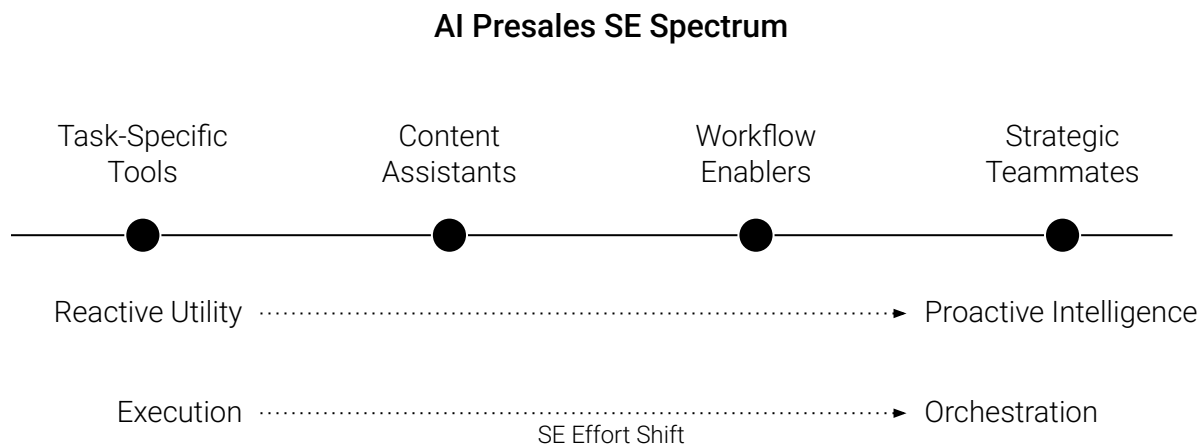 AI Presales SE Spectrum
Task-Specific
Tools
Content
Assistants
Workflow
Enablers
Strategic
Teammates
Reactive Utility
Proactive Intelligence
Execution
SE Effort Shift
Orchestration